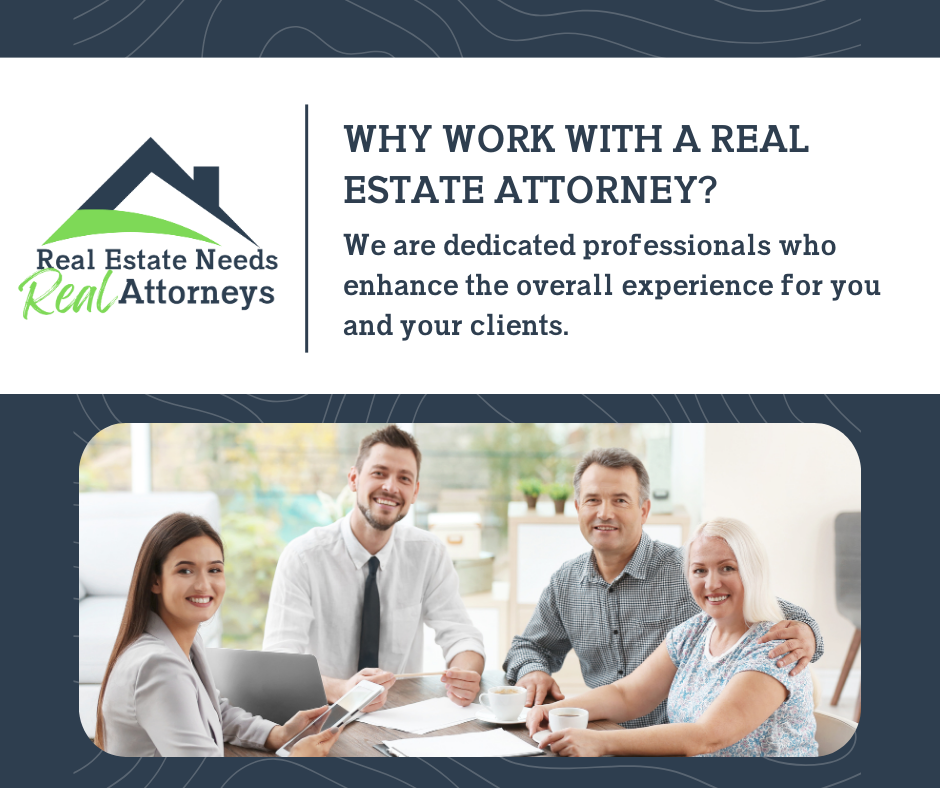 Real Estate Needs
Real Attorneys
WHY WORK WITH A REAL
ESTATE ATTORNEY?
We are dedicated professionals who
enhance the overall experience for you
and your clients.